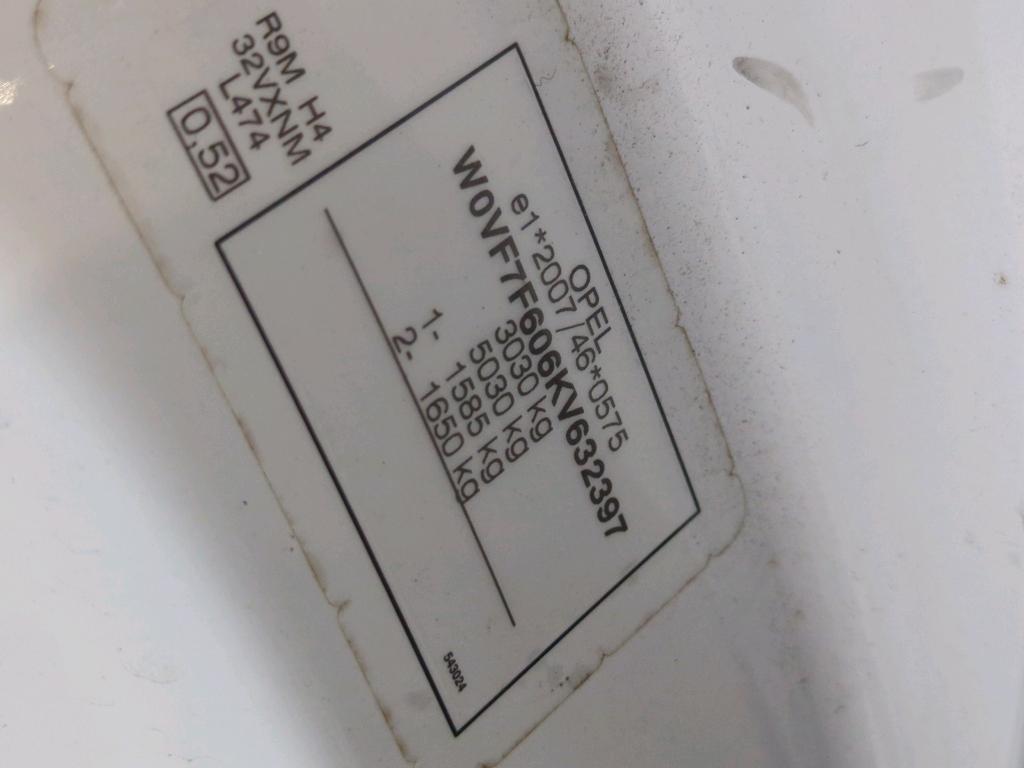 OPEL
e1*2007/46*0575
W0VF7F606KV632397
3030 kg
5030 kg
1- 1585 kg
2- 1650 kg
543024
R9M H4
32VXNM
L474
0.52